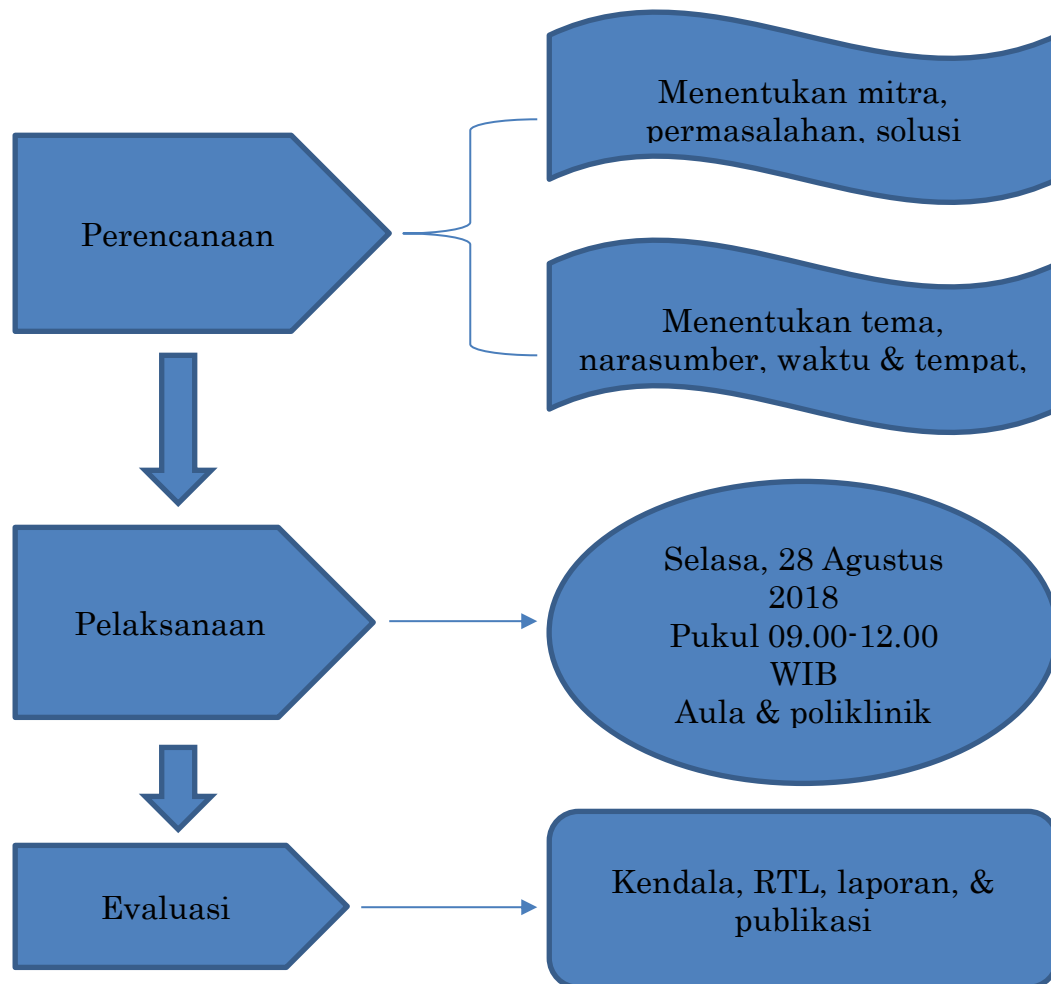 Perencanaan
Menentukan mitra,
permasalahan, solusi
Menentukan tema,
narasumber, waktu & tempat,
Pelaksanaan
Selasa, 28 Agustus
2018
Pukul 09.00-12.00
WIB
Aula & poliklinik
Evaluasi
Kendala, RTL, laporan, &
publikasi